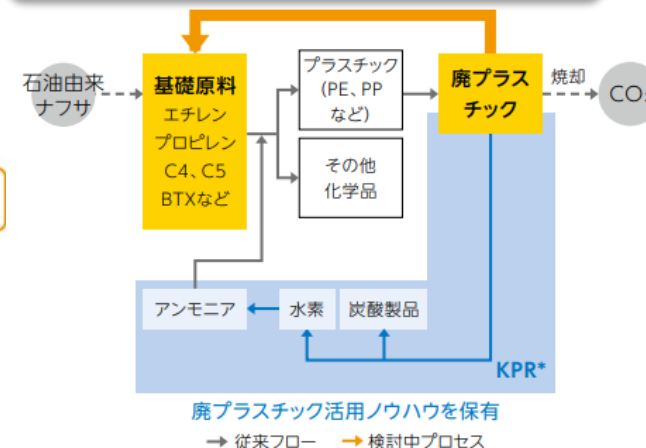 石油由来
ナフサ
基礎原料
エチレン
プロピレン
C4、C5
BTXなど
プラスチック
(PE、PP
など)
その他
化学品
廃プラス
チック
焼却
CO₂
アンモニア
水素
炭酸製品
KPR*
廃プラスチック活用ノウハウを保有
従来フロー
検討中プロセス